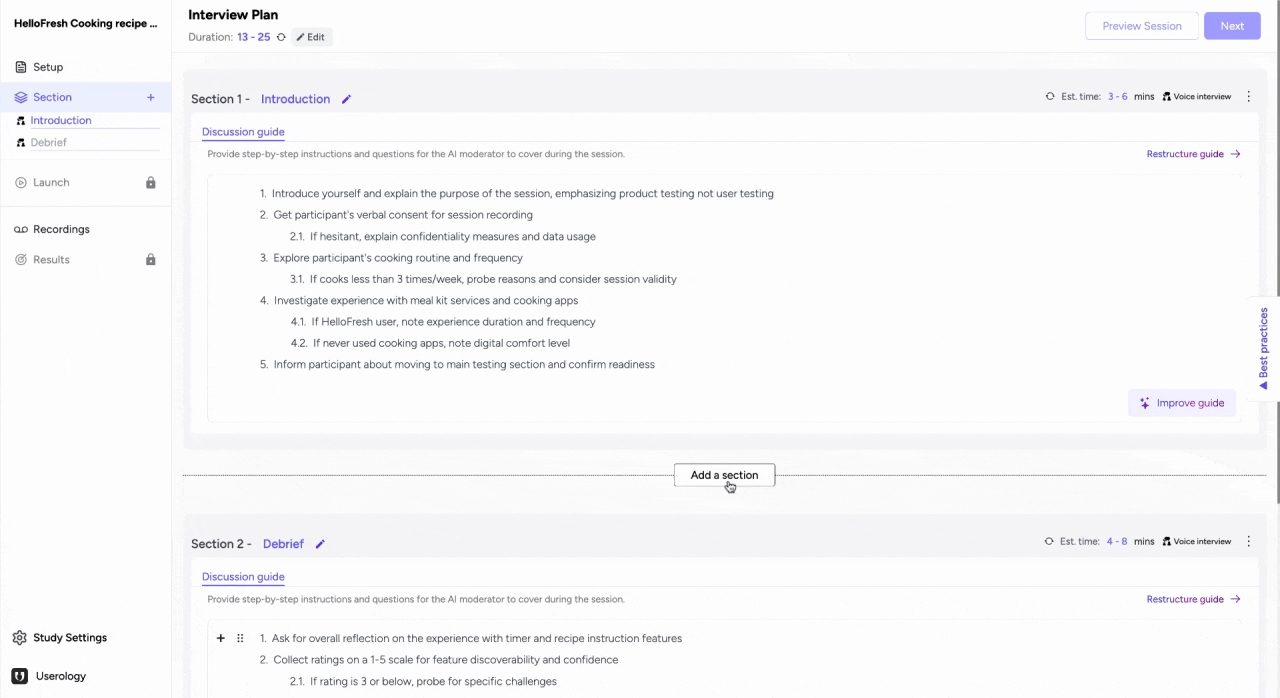 HelloFresh Cooking recipe ...
Setup
Section +
Introduction
Debrief
Launch
Recordings
Results
Study Settings
Userology
Interview Plan
Duration: 13 - 25 Edit
Preview Session Next
Section 1 - Introduction Est. time: 3 - 6 mins Voice interview
Discussion guide
Provide step-by-step instructions and questions for the AI moderator to cover during the session. Restructure guide →
1. Introduce yourself and explain the purpose of the session, emphasizing product testing not user testing
2. Get participant's verbal consent for session recording
2.1. If hesitant, explain confidentiality measures and data usage
3. Explore participant's cooking routine and frequency
3.1. If cooks less than 3 times/week, probe reasons and consider session validity
4. Investigate experience with meal kit services and cooking apps
4.1. If HelloFresh user, note experience duration and frequency
4.2. If never used cooking apps, note digital comfort level
5. Inform participant about moving to main testing section and confirm readiness
Improve guide
Best practices
Add a section
Section 2 - Debrief Est. time: 4 - 8 mins Voice interview
Discussion guide
Provide step-by-step instructions and questions for the AI moderator to cover during the session. Restructure guide →
1. Ask for overall reflection on the experience with timer and recipe instruction features
2. Collect ratings on a 1-5 scale for feature discoverability and confidence
2.1. If rating is 3 or below, probe for specific challenges